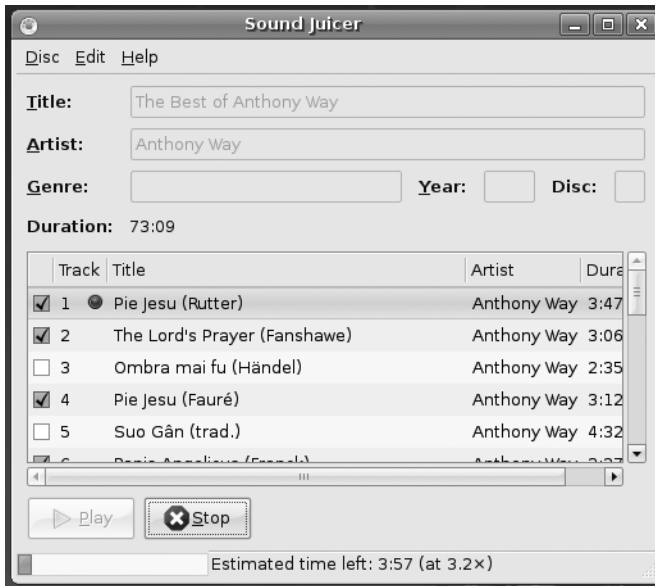 Sound Juicer
Disc Edit Help
Title: The Best of Anthony Way
Artist: Anthony Way
Genre: Year: Disc:
Duration: 73:09
Track Title Artist Dura
1 Pie Jesu (Rutter) Anthony Way 3:47
2 The Lord's Prayer (Fanshawe) Anthony Way 3:06
3 Ombra mai fu (Händel) Anthony Way 2:35
4 Pie Jesu (Fauré) Anthony Way 3:12
5 Suo Gân (trad.) Anthony Way 4:32
Play Stop
Estimated time left: 3:57 (at 3.2×)